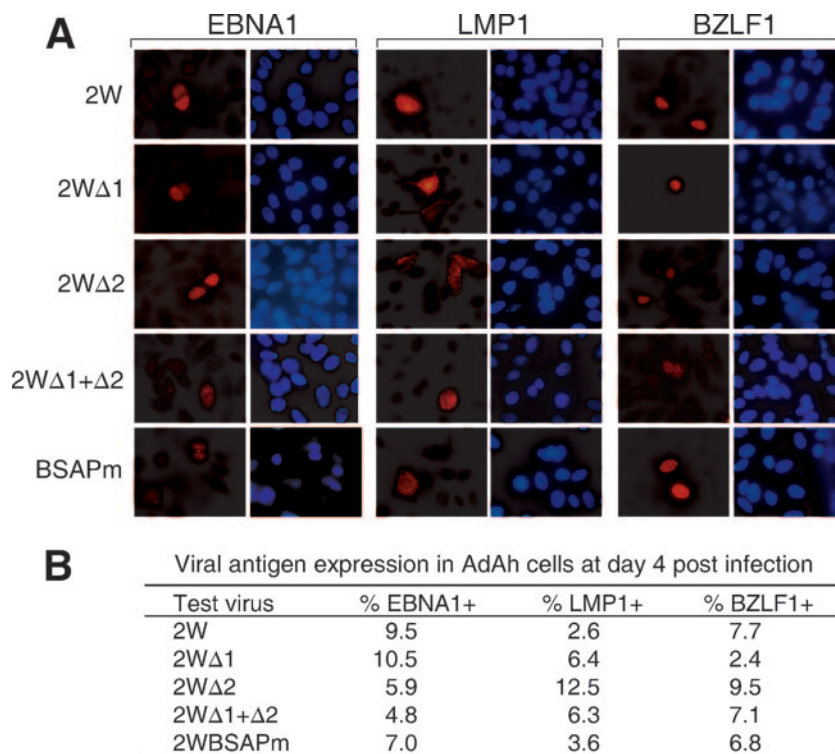 A
EBNA1 LMP1 BZLF1
2W
2WΔ1
2WΔ2
2WΔ1+Δ2
BSAPm
B
Viral antigen expression in AdAh cells at day 4 post infection
Test virus % EBNA1+ % LMP1+ % BZLF1+
2W 9.5 2.6 7.7
2WΔ1 10.5 6.4 2.4
2WΔ2 5.9 12.5 9.5
2WΔ1+Δ2 4.8 6.3 7.1
2WBSAPm 7.0 3.6 6.8